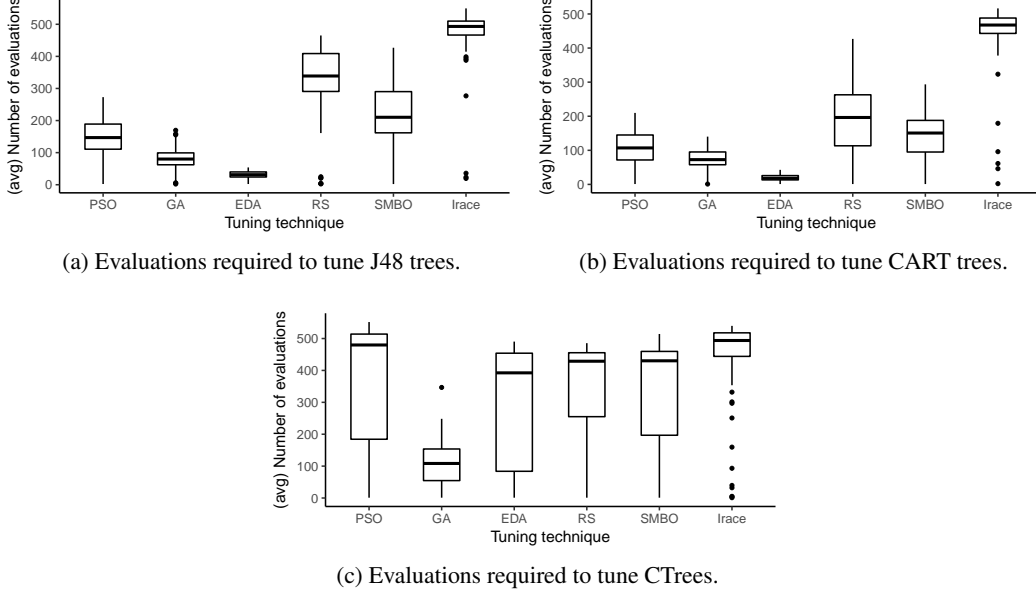 (avg) Number of evaluations
500
400
300
200
100
0
PSO GA EDA RS SMBO Irace
Tuning technique
(a) Evaluations required to tune J48 trees.
(avg) Number of evaluations
500
400
300
200
100
0
PSO GA EDA RS SMBO Irace
Tuning technique
(b) Evaluations required to tune CART trees.
(avg) Number of evaluations
500
400
300
200
100
0
PSO GA EDA RS SMBO Irace
Tuning technique
(c) Evaluations required to tune CTrees.